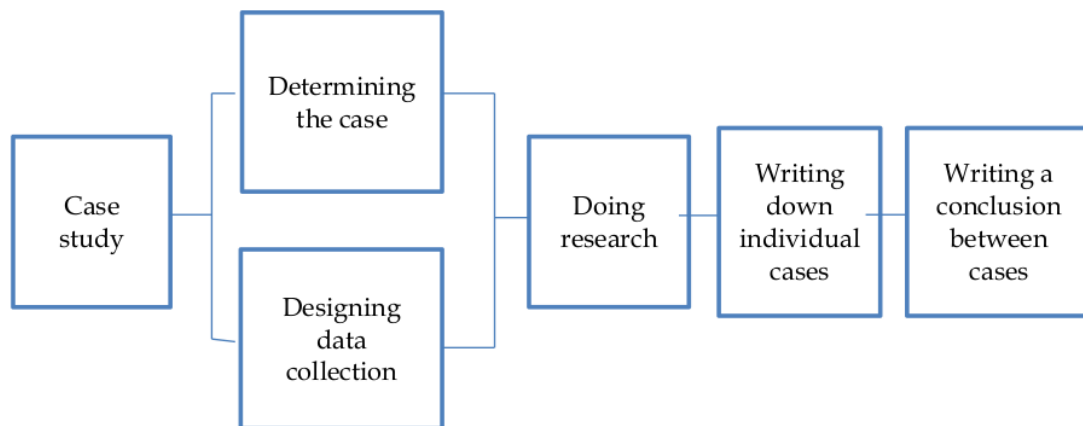 Case
study
Determining
the case
Designing
data
collection
Doing
research
Writing
down
individual
cases
Writing a
conclusion
between
cases